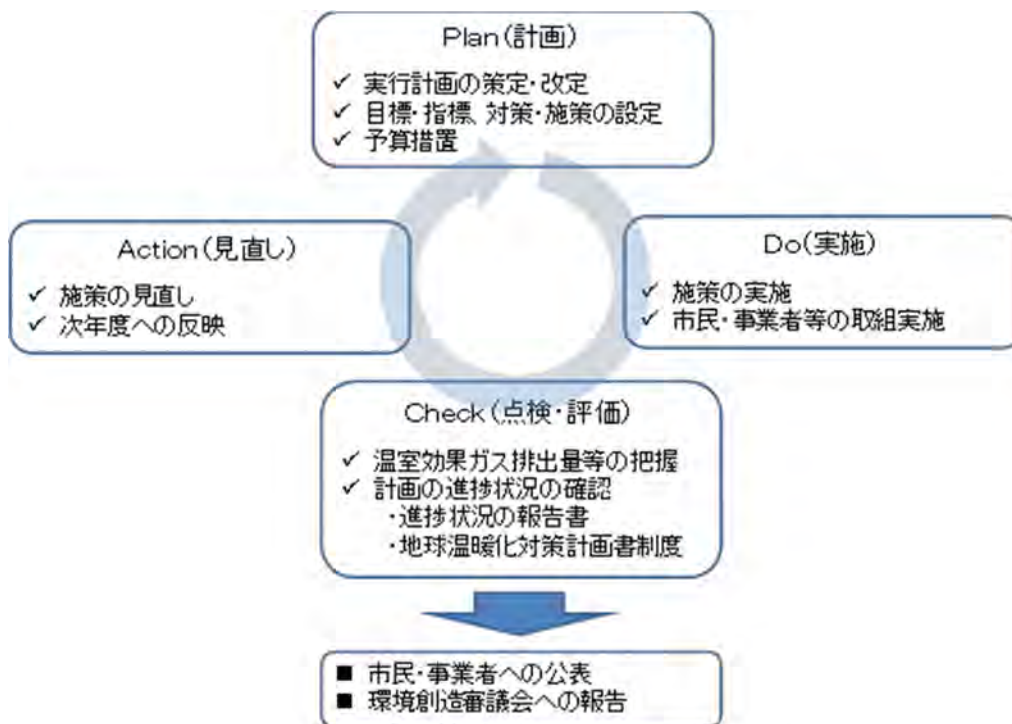 Plan(計画)
✓ 実行計画の策定・改定
✓ 目標・指標、対策・施策の設定
✓ 予算措置
Action(見直し)
✓ 施策の見直し
✓ 次年度への反映
Do(実施)
✓ 施策の実施
✓ 市民・事業者等の取組実施
Check(点検・評価)
✓ 温室効果ガス排出量等の把握
✓ 計画の進捗状況の確認
・進捗状況の報告書
・地球温暖化対策計画書制度
■ 市民・事業者への公表
■ 環境創造審議会への報告